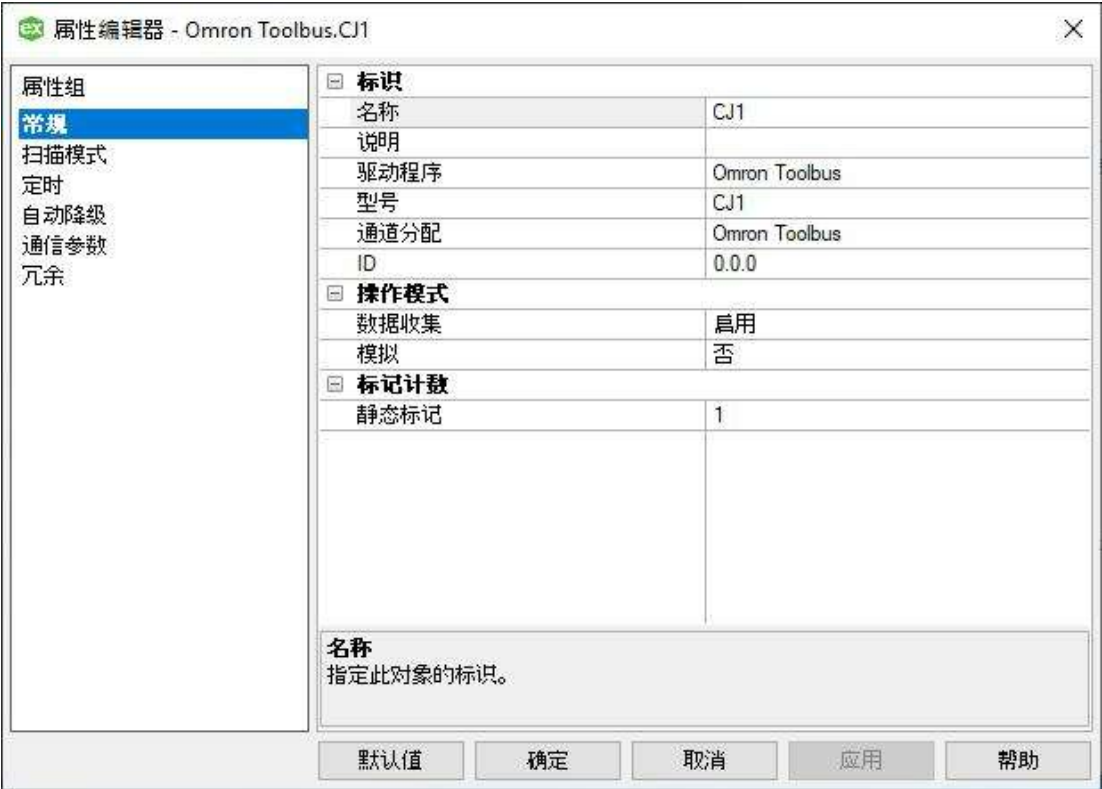 ex 属性编辑器 - Omron Toolbus.CJ1
属性组
常规
扫描模式
定时
自动降级
通信参数
冗余
标识
名称 CJ1
说明
驱动程序 Omron Toolbus
型号 CJ1
通道分配 Omron Toolbus
ID 0.0.0
操作模式
数据收集 启用
模拟 否
标记计数
静态标记 1
名称
指定此对象的标识。
默认值 确定 取消 应用 帮助